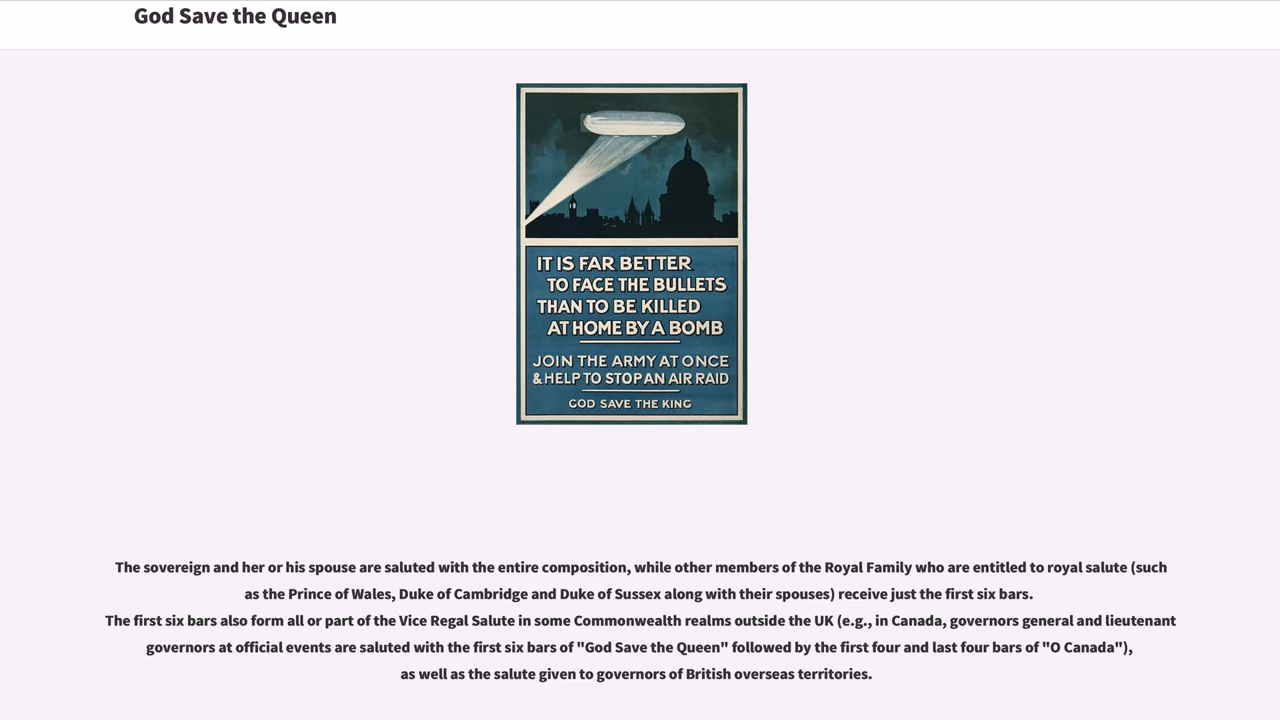 God Save the Queen
IT IS FAR BETTER
TO FACE THE BULLETS
THAN TO BE KILLED
AT HOME BY A BOMB
JOIN THE ARMY AT ONCE
& HELP TO STOP AN AIR RAID
GOD SAVE THE KING
The sovereign and her or his spouse are saluted with the entire composition, while other members of the Royal Family who are entitled to royal salute (such
as the Prince of Wales, Duke of Cambridge and Duke of Sussex along with their spouses) receive just the first six bars.
The first six bars also form all or part of the Vice Regal Salute in some Commonwealth realms outside the UK (e.g., in Canada, governors general and lieutenant
governors at official events are saluted with the first six bars of "God Save the Queen" followed by the first four and last four bars of "O Canada"),
as well as the salute given to governors of British overseas territories.